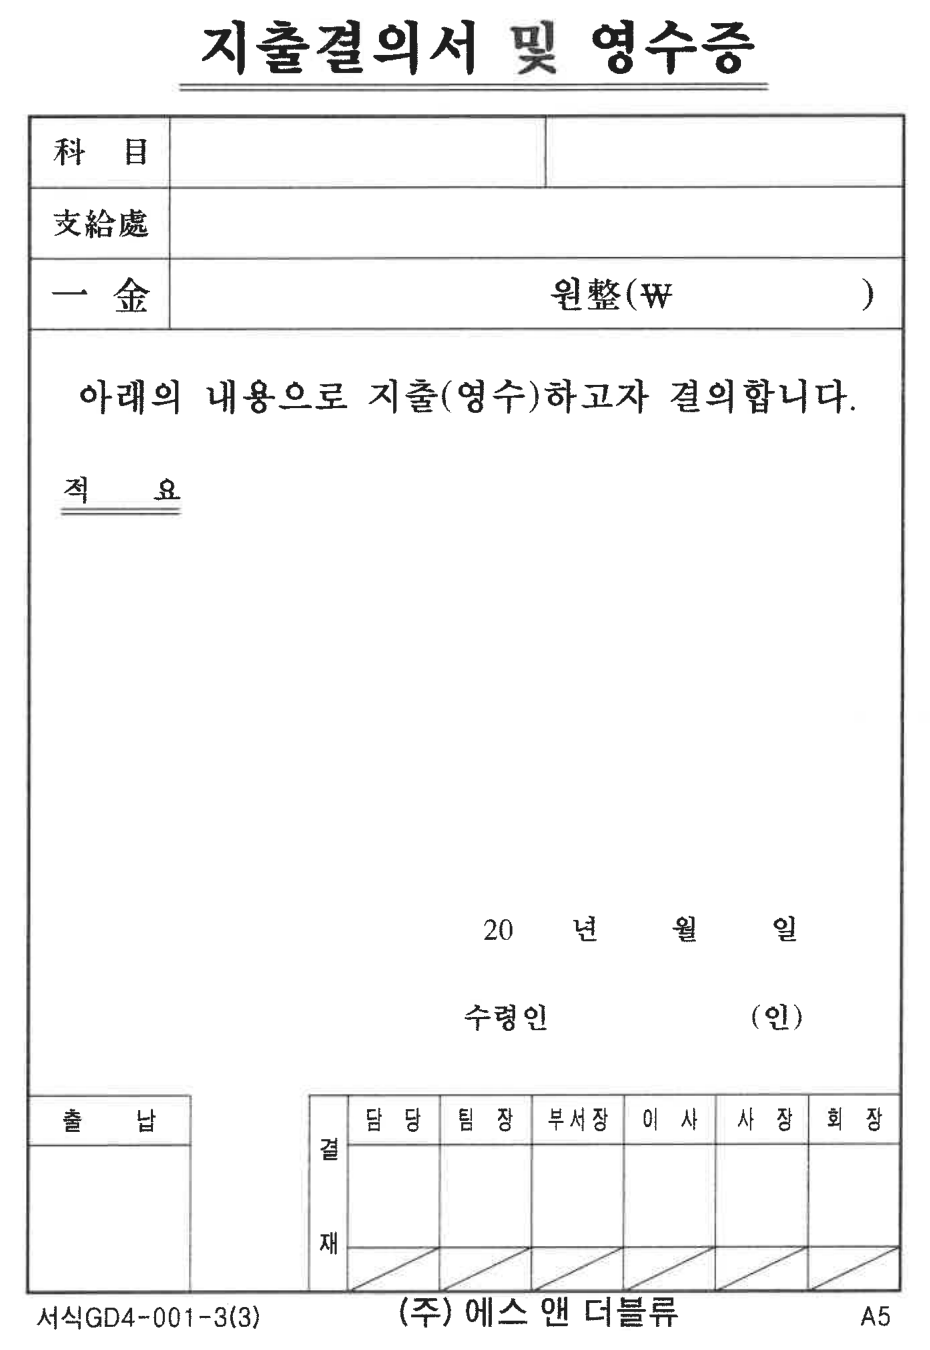 지출결의서 및 영수증
科 目
支給處
一 金 원整(₩ )
아래의 내용으로 지출(영수)하고자 결의합니다.
적 요
20 년 월 일
수령인 (인)
출 납
결 재
담 당 팀 장 부서장 이 사 사 장 회 장
서식GD4-001-3(3) (주) 에스 앤 더블류 A5